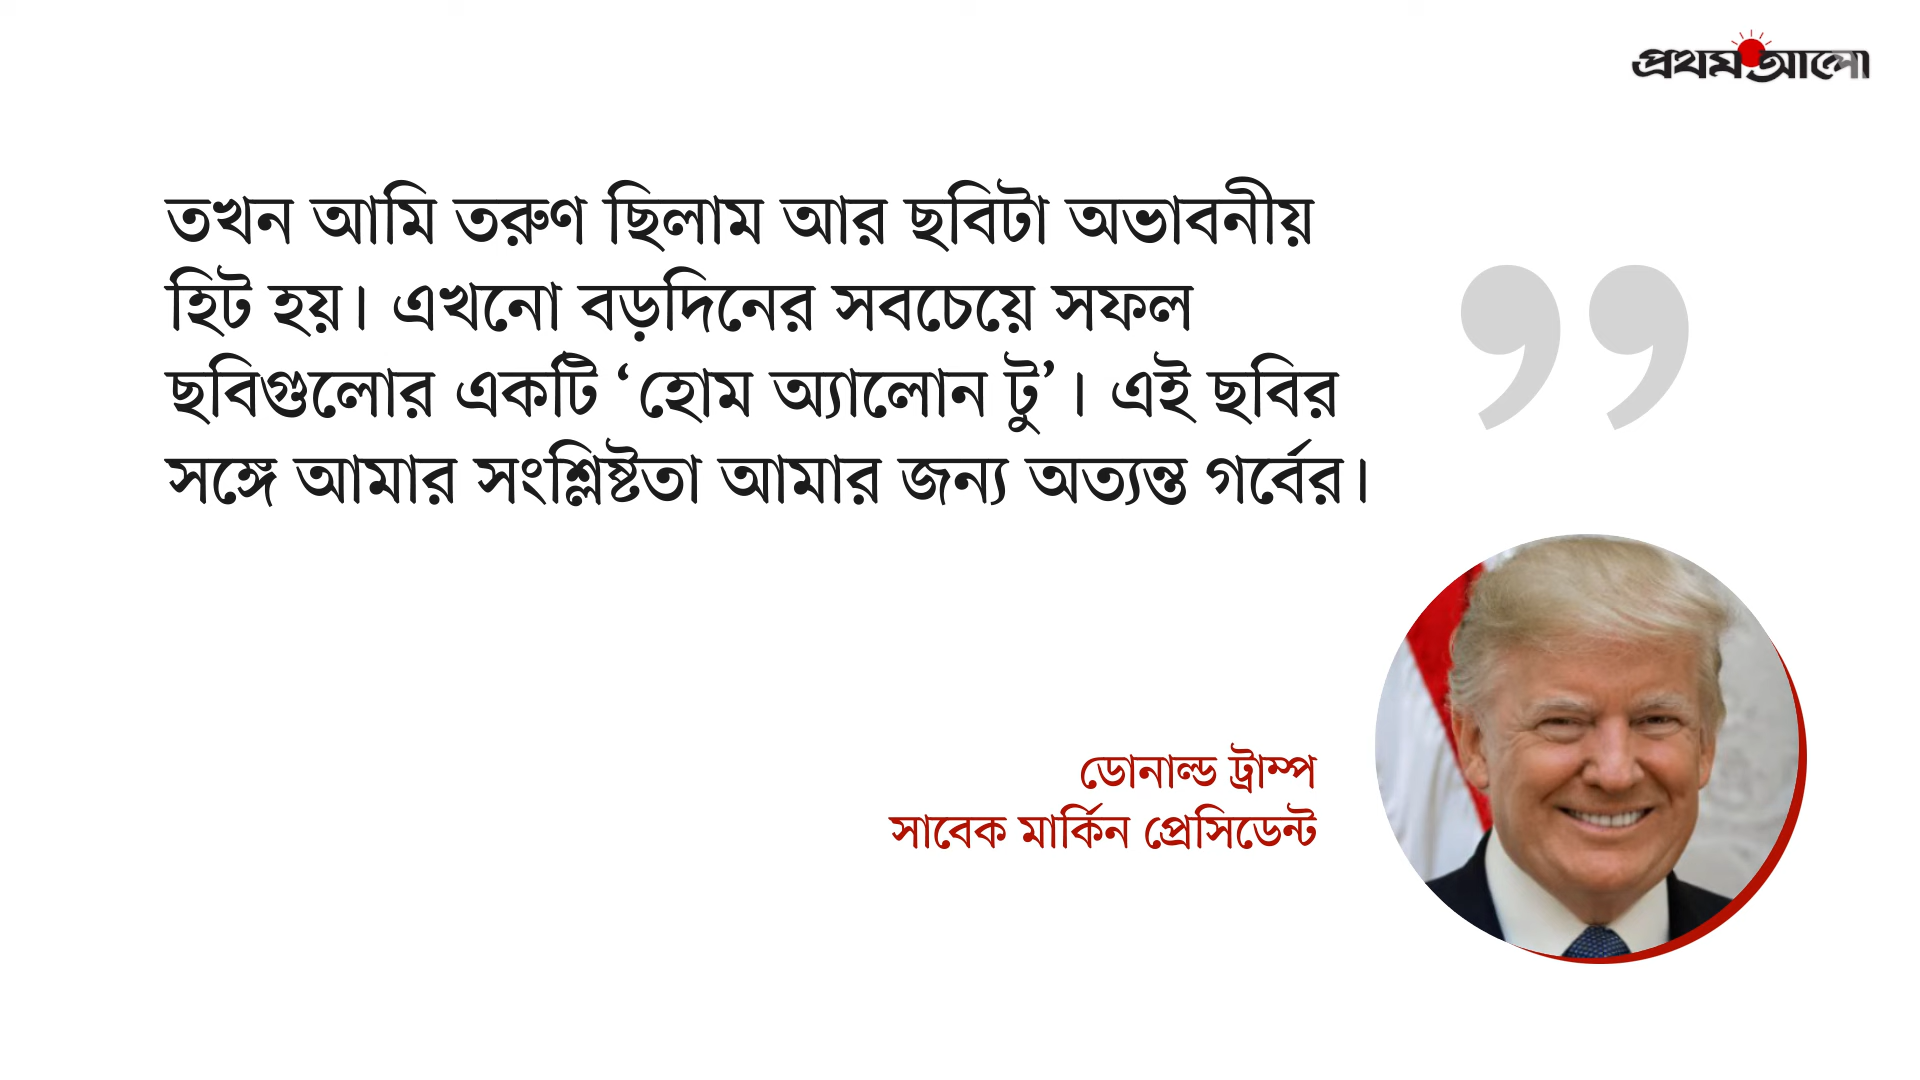 প্রথম আলো
তখন আমি তরুণ ছিলাম আর ছবিটা অভাবনীয়
হিট হয়। এখনো বড়দিনের সবচেয়ে সফল
ছবিগুলোর একটি ‘হোম অ্যালোন টু’। এই ছবির
সঙ্গে আমার সংশ্লিষ্টতা আমার জন্য অত্যন্ত গর্বের।
”
ডোনাল্ড ট্রাম্প
সাবেক মার্কিন প্রেসিডেন্ট